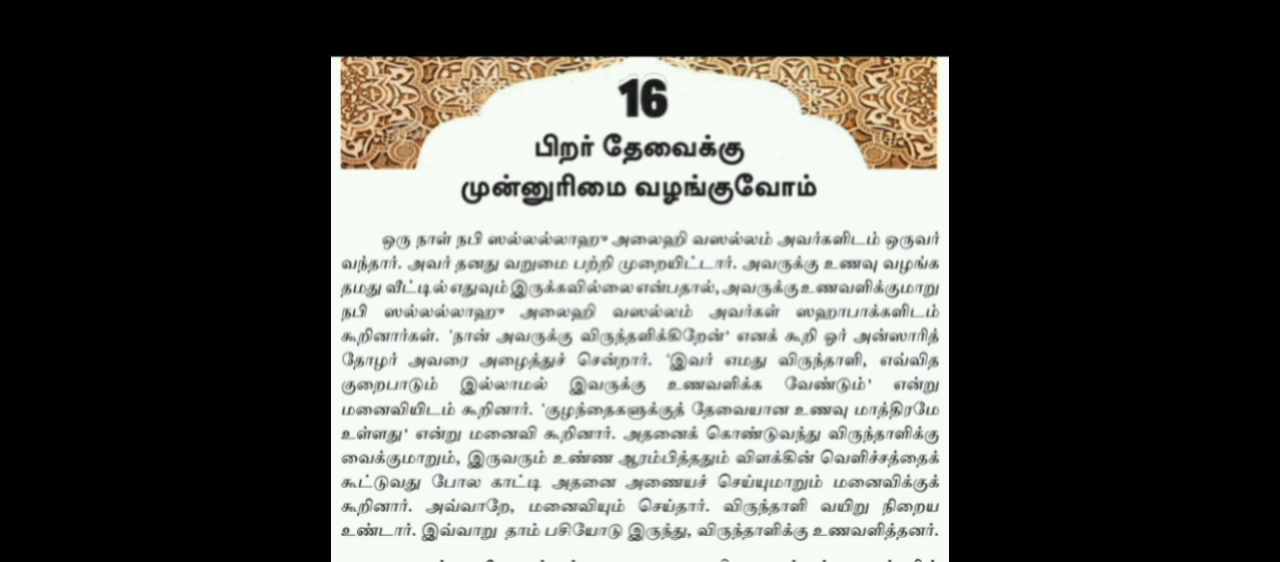 16
பிறர் தேவைக்கு
முன்னுரிமை வழங்குவோம்
ஒரு நாள் நபி ஸல்லல்லாஹு அலைஹி வஸல்லம் அவர்களிடம் ஒருவர்
வந்தார். அவர் தனது வறுமை பற்றி முறையிட்டார். அவருக்கு உணவு வழங்க
தமது வீட்டில் எதுவும் இருக்கவில்லை என்பதால், அவருக்கு உணவளிக்குமாறு
நபி ஸல்லல்லாஹு அலைஹி வஸல்லம் அவர்கள் ஸஹாபாக்களிடம்
கூறினார்கள். 'நான் அவருக்கு விருந்தளிக்கிறேன்' எனக் கூறி ஓர் அன்ஸாரித்
தோழர் அவரை அழைத்துச் சென்றார். 'இவர் எமது விருந்தாளி, எவ்வித
குறைபாடும் இல்லாமல் இவருக்கு உணவளிக்க வேண்டும்' என்று
மனைவியிடம் கூறினார். 'குழந்தைகளுக்குத் தேவையான உணவு மாத்திரமே
உள்ளது' என்று மனைவி கூறினார். அதனைக் கொண்டுவந்து விருந்தாளிக்கு
வைக்குமாறும், இருவரும் உண்ண ஆரம்பித்ததும் விளக்கின் வெளிச்சத்தைக்
கூட்டுவது போல காட்டி அதனை அணையச் செய்யுமாறும் மனைவிக்குக்
கூறினார். அவ்வாறே, மனைவியும் செய்தார். விருந்தாளி வயிறு நிறைய
உண்டார். இவ்வாறு தாம் பசியோடு இருந்து, விருந்தாளிக்கு உணவளித்தனர்.